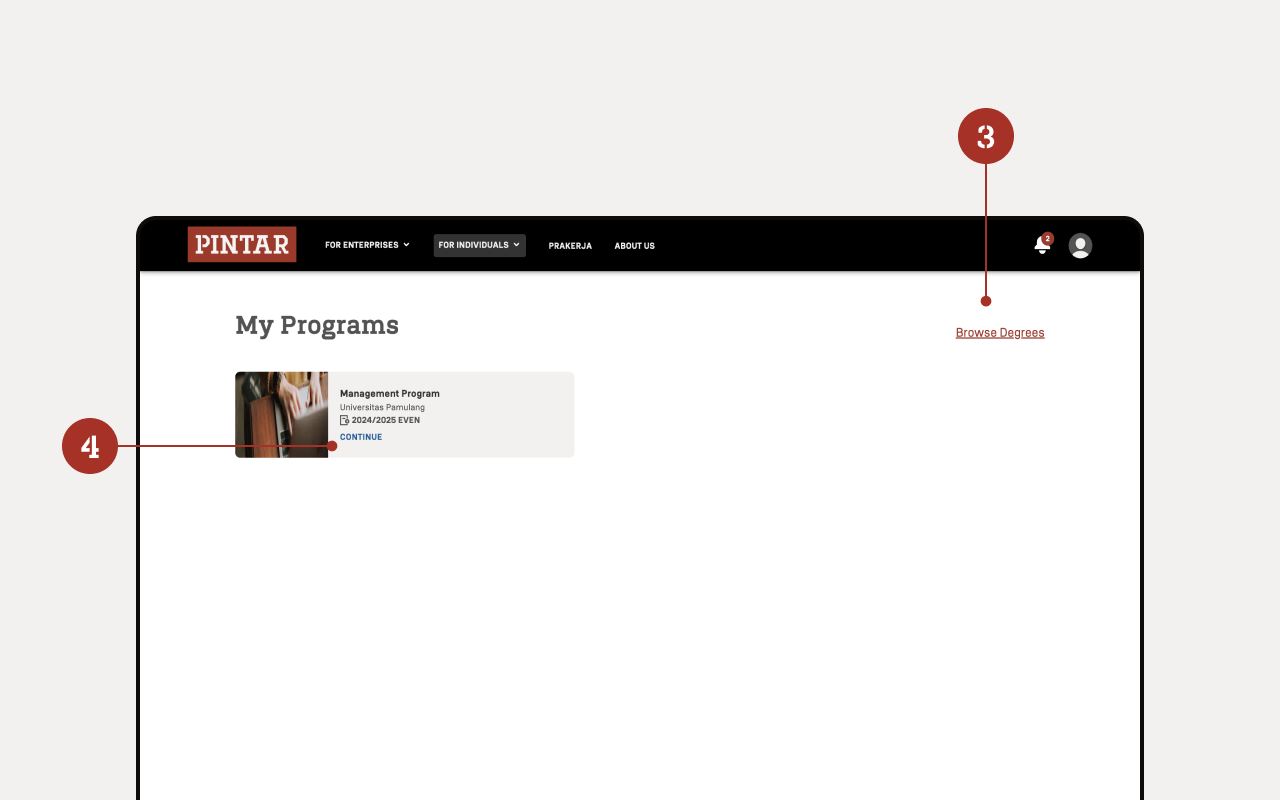 3
PINTAR
FOR ENTERPRISES
FOR INDIVIDUALS
PRAKERJA
ABOUT US
2
My Programs
Browse Degrees
Management Program
Universitas Pamulang
2024/2025 EVEN
CONTINUE
4